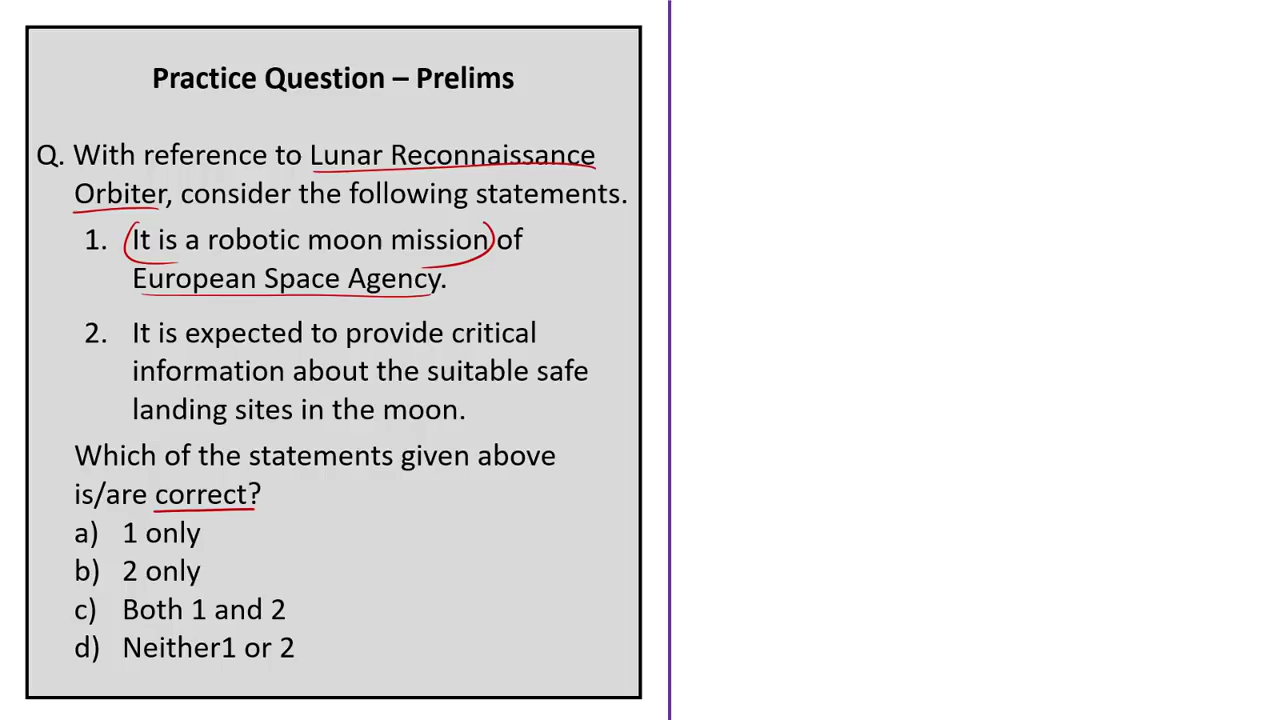 Practice Question – Prelims
Q. With reference to Lunar Reconnaissance
Orbiter, consider the following statements.
1. It is a robotic moon mission of
European Space Agency.
2. It is expected to provide critical
information about the suitable safe
landing sites in the moon.
Which of the statements given above
is/are correct?
a) 1 only
b) 2 only
c) Both 1 and 2
d) Neither1 or 2